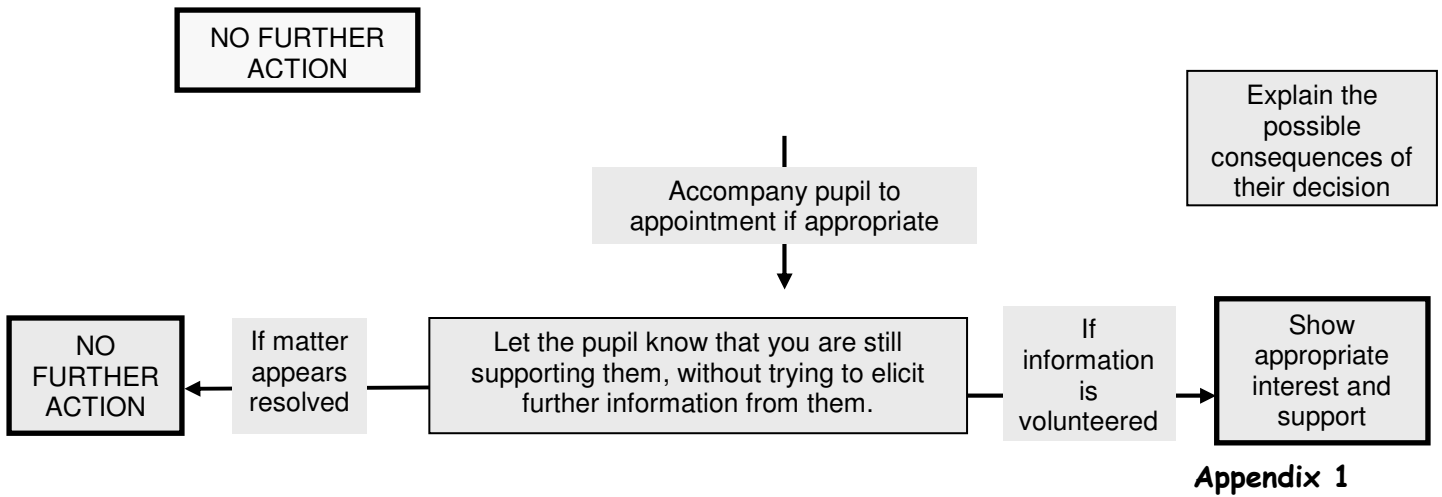 NO FURTHER
ACTION
Explain the
possible
consequences of
their decision
Accompany pupil to
appointment if appropriate
NO
FURTHER
ACTION
If matter
appears
resolved
Let the pupil know that you are still
supporting them, without trying to elicit
further information from them.
If
information
is
volunteered
Show
appropriate
interest and
support
Appendix 1